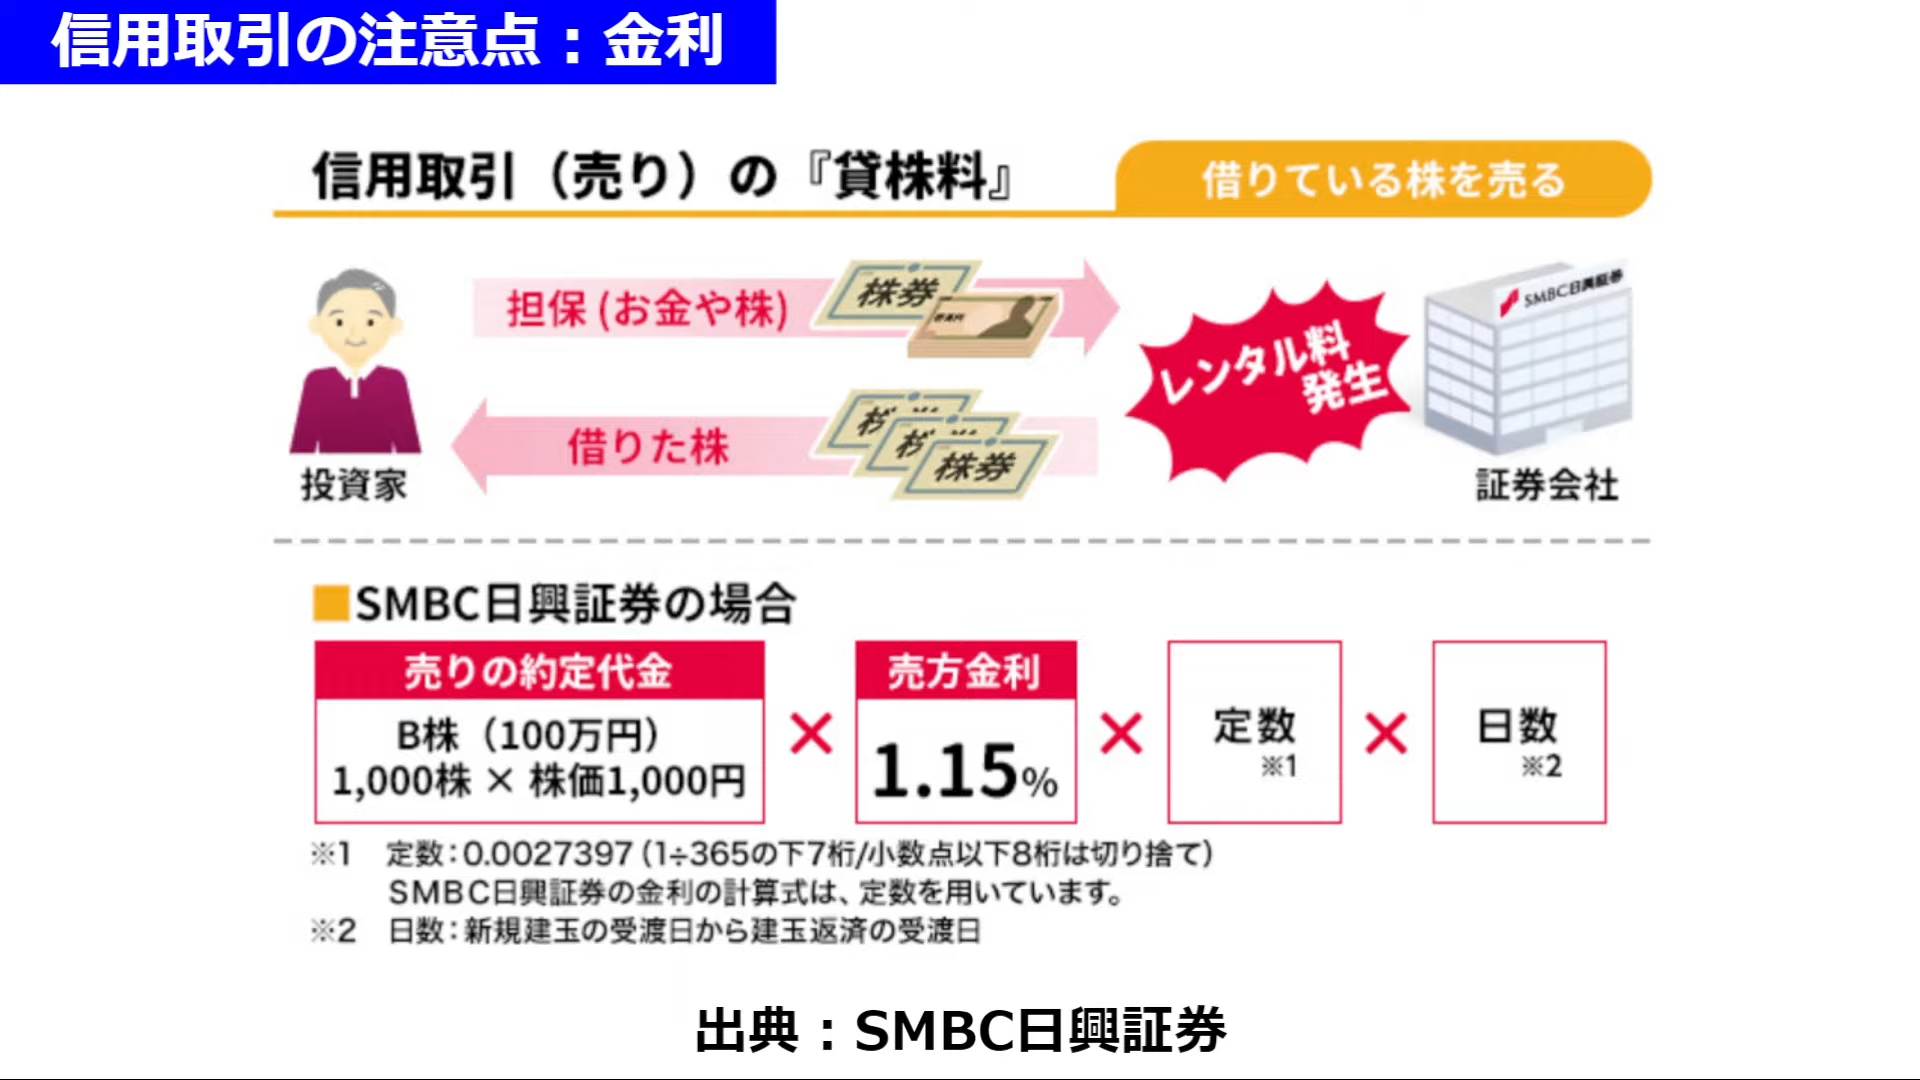 信用取引の注意点：金利
信用取引（売り）の『貸株料』
借りている株を売る
担保(お金や株)
株券
壱萬円
レンタル料
発生
SMBC日興証券
借りた株
株券
投資家
証券会社
■SMBC日興証券の場合
売りの約定代金
B株（100万円）
1,000株 × 株価1,000円
×
売方金利
1.15%
×
定数
※1
×
日数
※2
※1 定数：0.0027397（1÷365の下7桁/小数点以下8桁は切り捨て）
SMBC日興証券の金利の計算式は、定数を用いています。
※2 日数：新規建玉の受渡日から建玉返済の受渡日
出典：SMBC日興証券